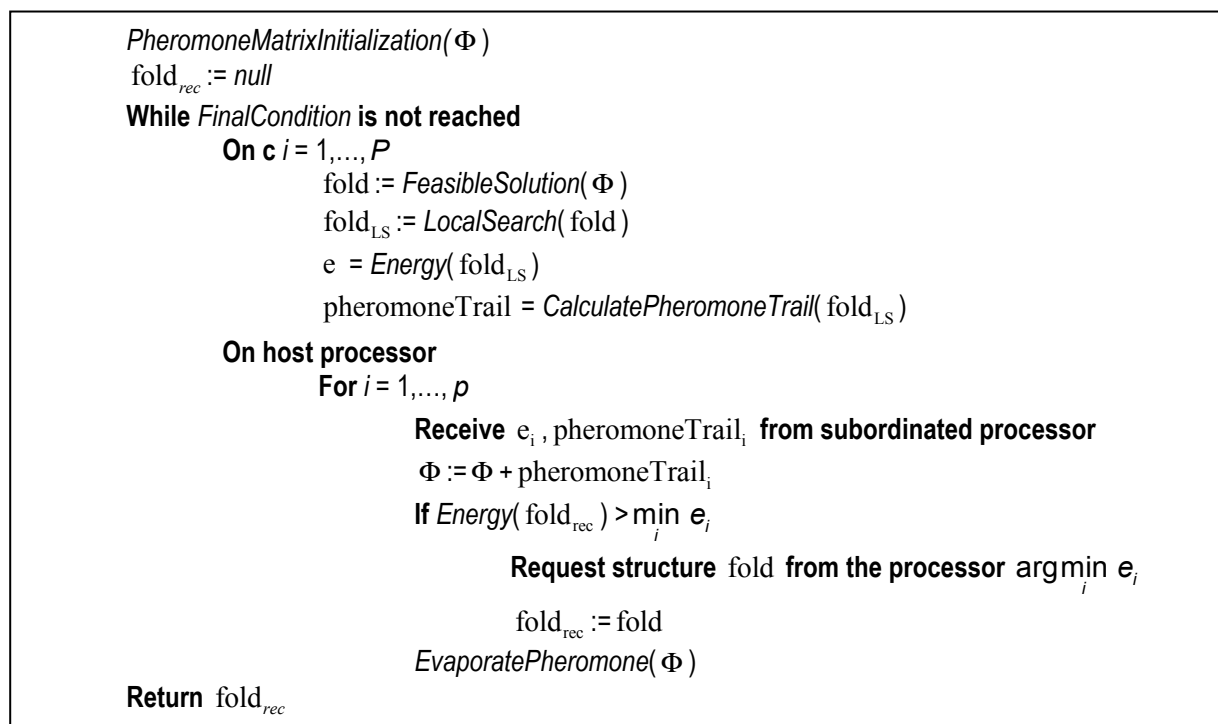 PheromoneMatrixInitialization(Φ)
fold_rec := null
While FinalCondition is not reached
On c i = 1,..., P
fold := FeasibleSolution(Φ)
fold_LS := LocalSearch(fold)
e = Energy(fold_LS)
pheromoneTrail = CalculatePheromoneTrail(fold_LS)
On host processor
For i = 1,..., p
Receive e_i, pheromoneTrail_i from subordinated processor
Φ := Φ + pheromoneTrail_i
If Energy(fold_rec) > min_i e_i
Request structure fold from the processor argmin_i e_i
fold_rec := fold
EvaporatePheromone(Φ)
Return fold_rec